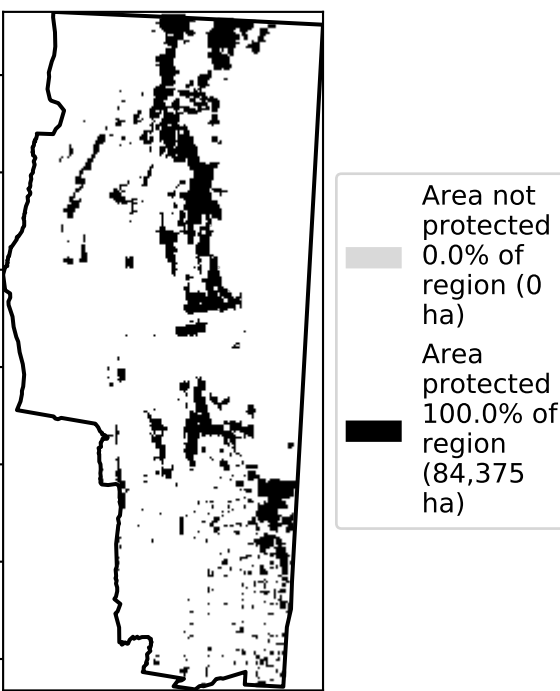 Area not
protected
0.0% of
region (0
ha)
Area
protected
100.0% of
region
(84,375
ha)